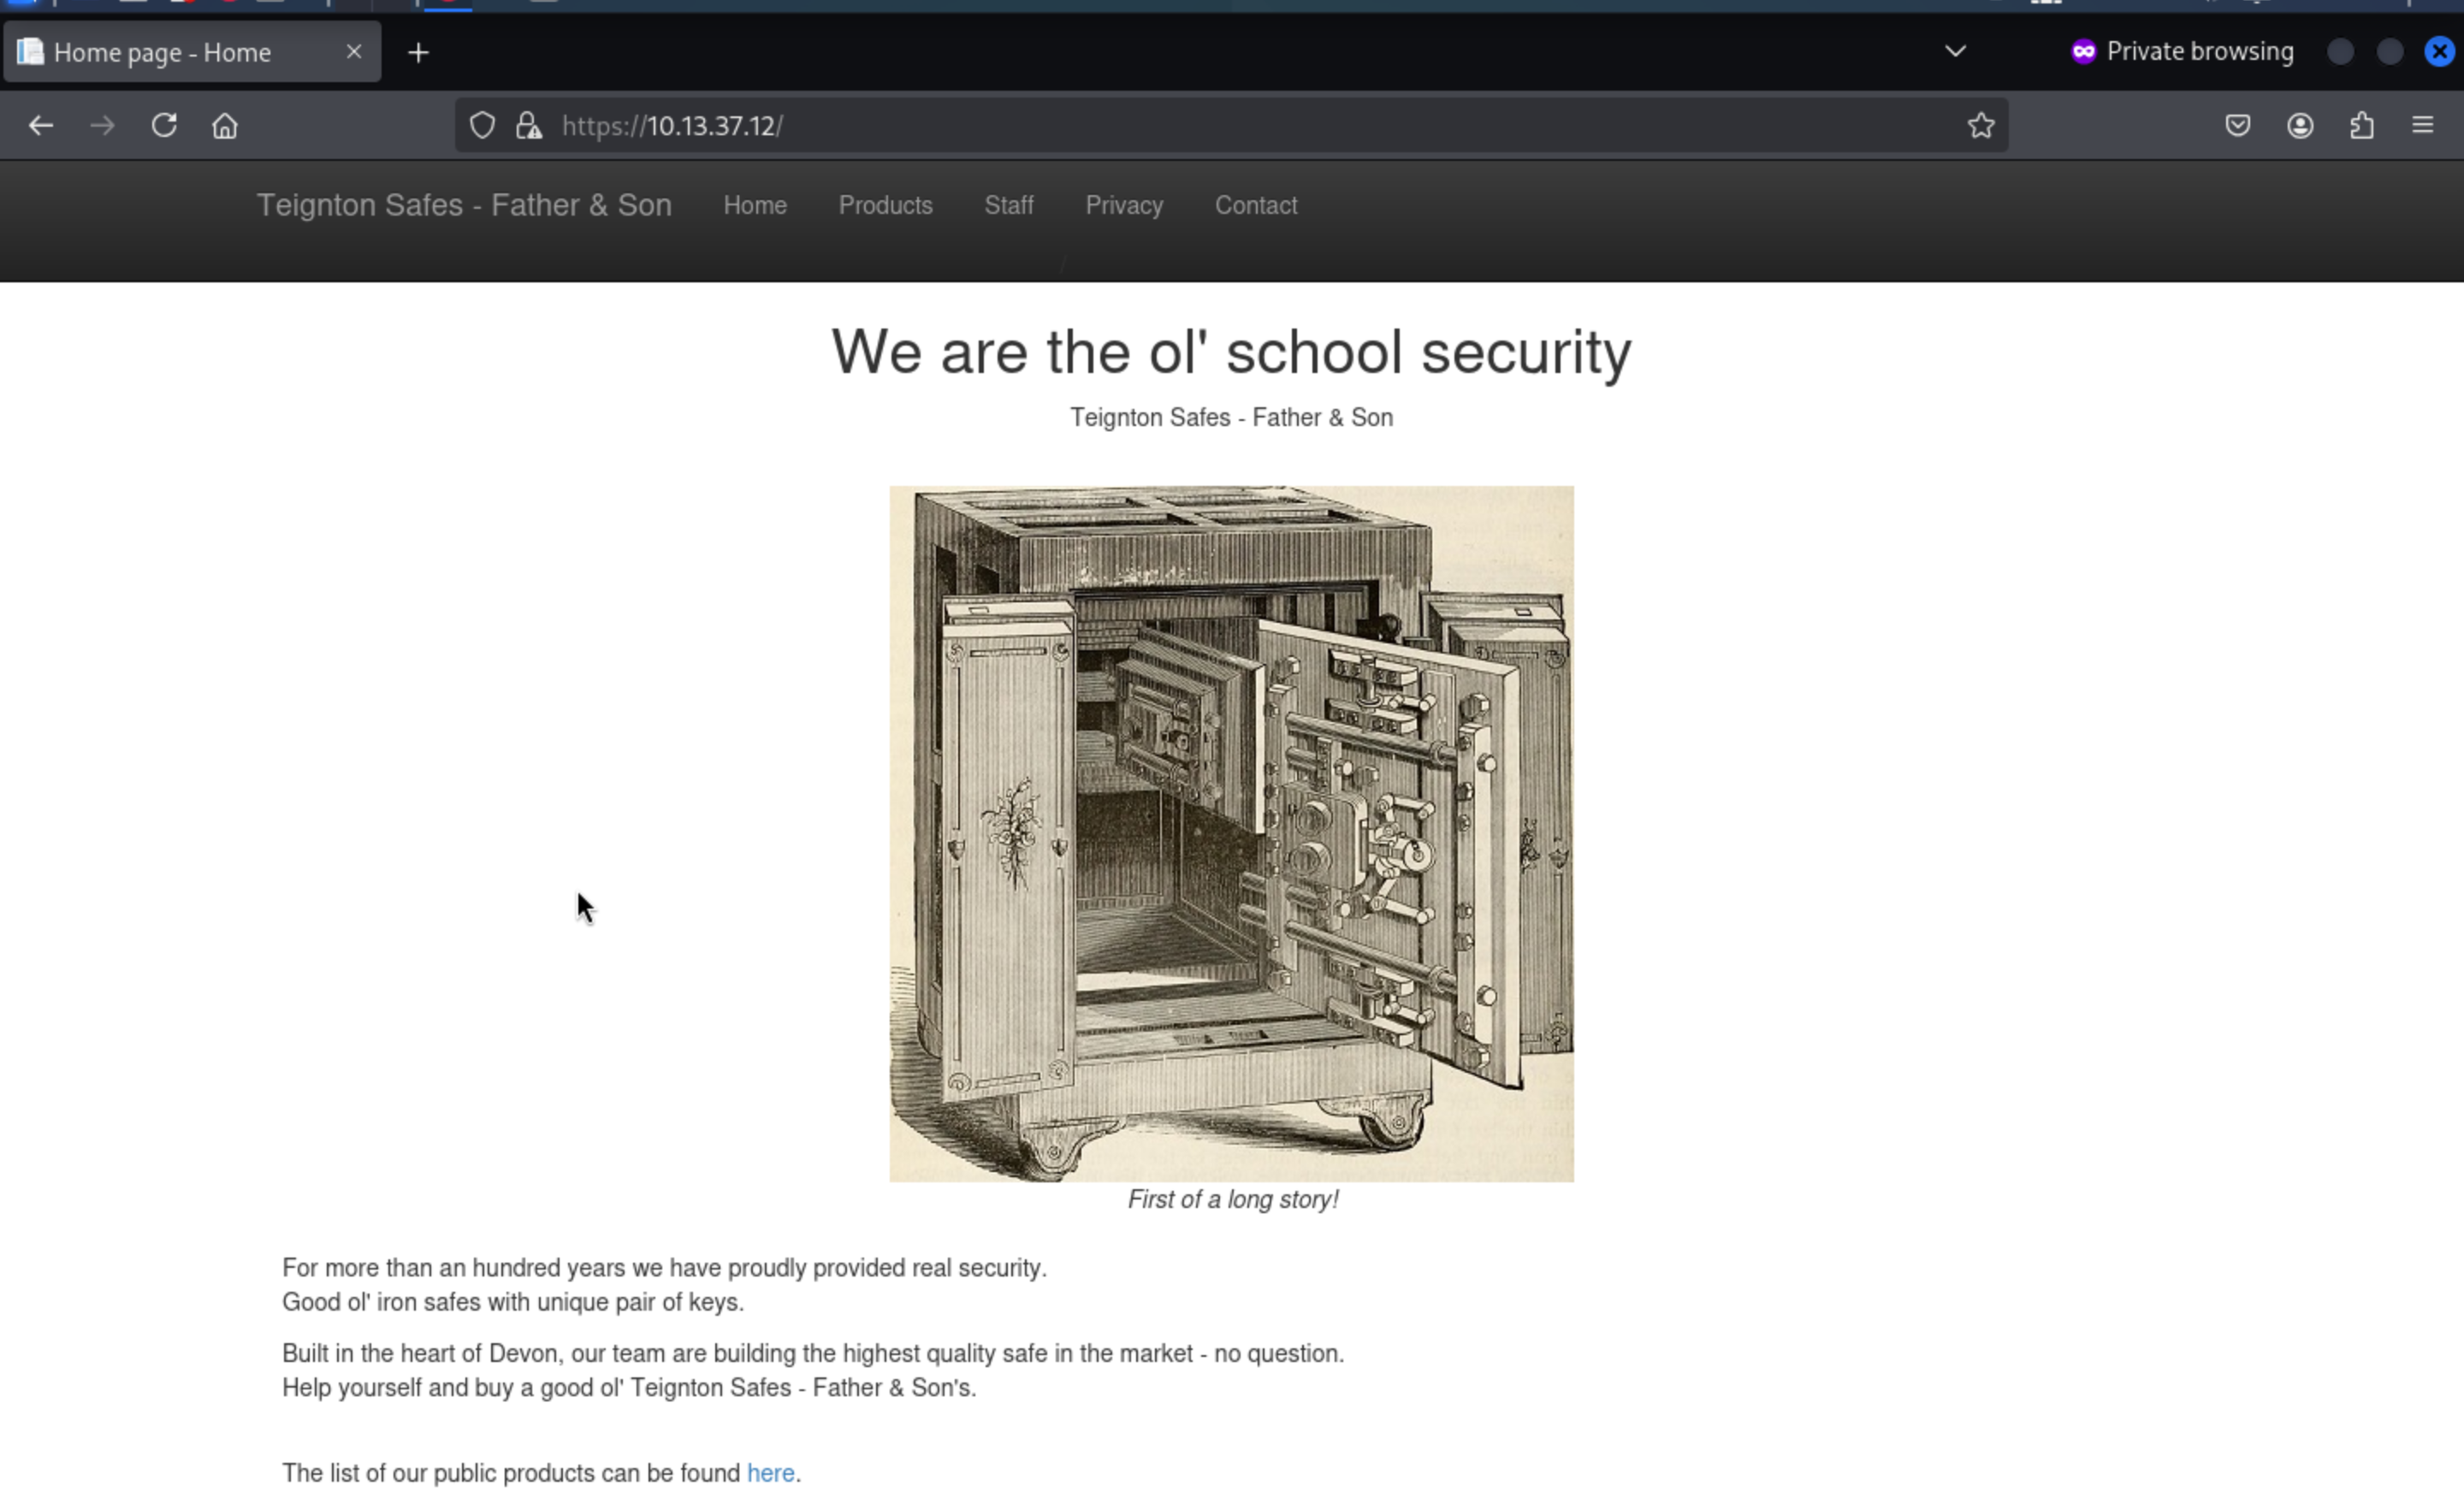 Home page - Home
Private browsing
https://10.13.37.12/
Teignton Safes - Father & Son Home Products Staff Privacy Contact
We are the ol' school security
Teignton Safes - Father & Son
First of a long story!
For more than an hundred years we have proudly provided real security.
Good ol' iron safes with unique pair of keys.
Built in the heart of Devon, our team are building the highest quality safe in the market - no question.
Help yourself and buy a good ol' Teignton Safes - Father & Son's.
The list of our public products can be found here.